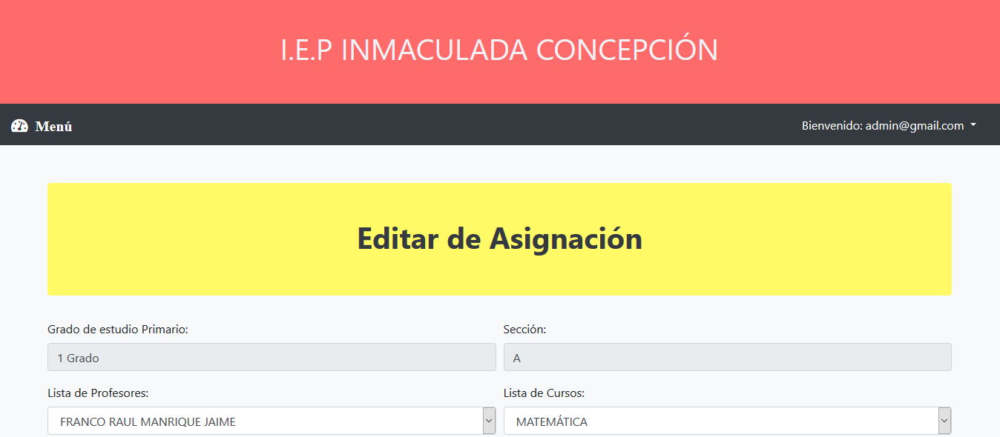 I.E.P INMACULADA CONCEPCIÓN
Menú
Bienvenido: admin@gmail.com
Editar de Asignación
Grado de estudio Primario:
Sección:
1 Grado
A
Lista de Profesores:
Lista de Cursos:
FRANCO RAUL MANRIQUE JAIME
MATEMÁTICA